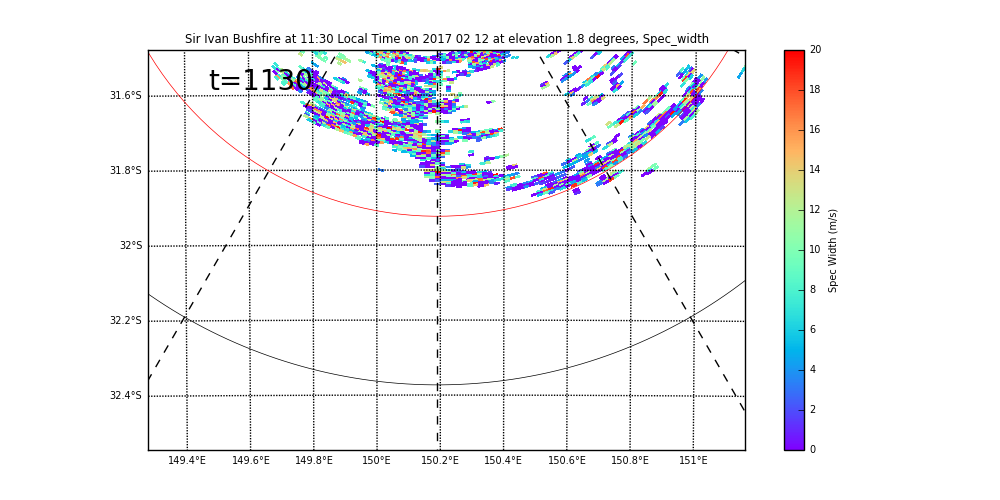 Sir Ivan Bushfire at 11:30 Local Time on 2017 02 12 at elevation 1.8 degrees, Spec_width
t=1130
31.6°S
31.8°S
32°S
32.2°S
32.4°S
149.4°E 149.6°E 149.8°E 150°E 150.2°E 150.4°E 150.6°E 150.8°E 151°E
20
18
16
14
12
10
8
6
4
2
0
Spec Width (m/s)